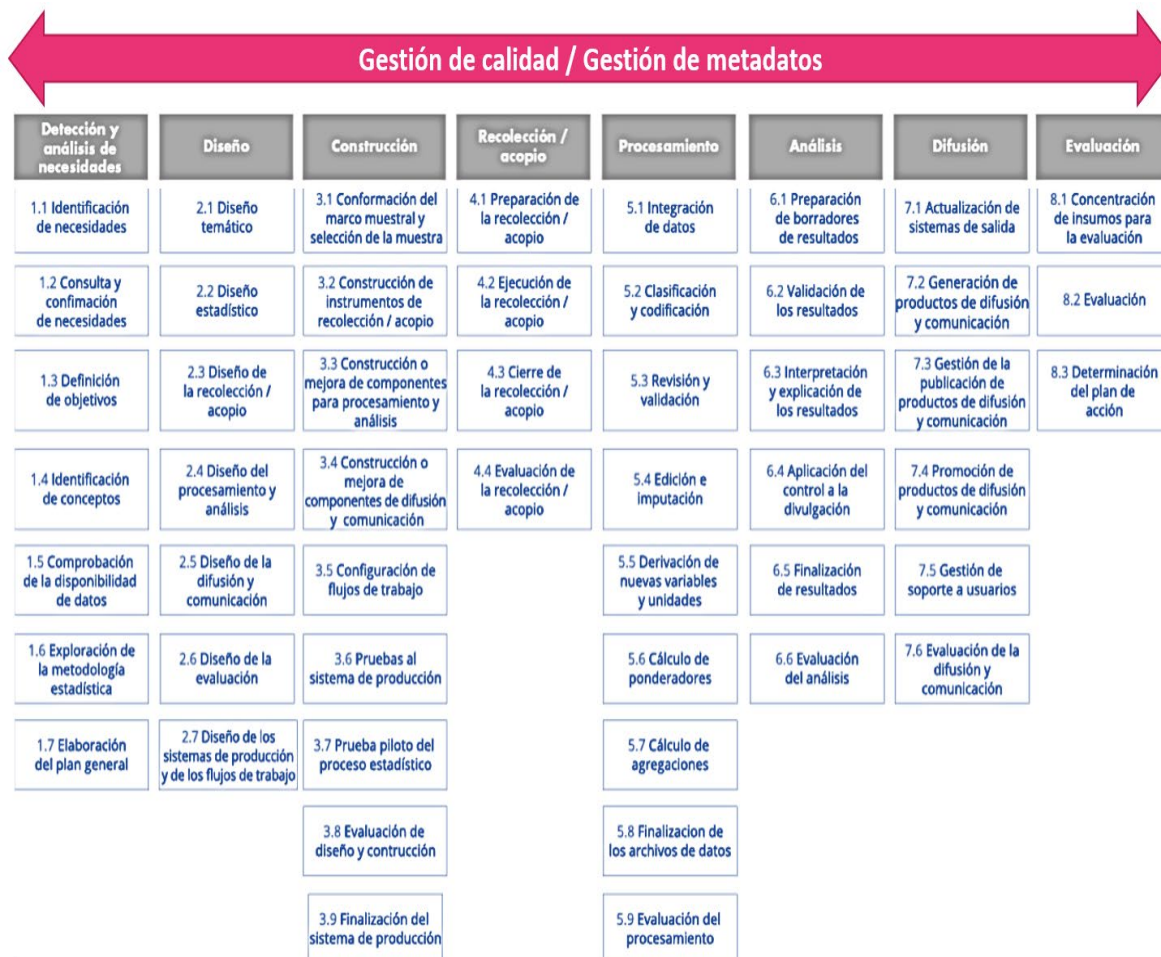 Gestión de calidad / Gestión de metadatos
Detección y
análisis de
necesidades
Diseño
Construcción
Recolección /
acopio
Procesamiento
Análisis
Difusión
Evaluación
1.1 Identificación
de necesidades
2.1 Diseño
temático
3.1 Conformación del
marco muestral y
selección de la muestra
4.1 Preparación de
la recolección /
acopio
5.1 Integración
de datos
6.1 Preparación
de borradores
de resultados
7.1 Actualización de
sistemas de salida
8.1 Concentración
de insumos para
la evaluación
1.2 Consulta y
confimación
de necesidades
2.2 Diseño
estadístico
3.2 Construcción de
instrumentos de
recolección / acopio
4.2 Ejecución de
la recolección /
acopio
5.2 Clasificación
y codificación
6.2 Validación de
los resultados
7.2 Generación de
productos de difusión
y comunicación
8.2 Evaluación
1.3 Definición
de objetivos
2.3 Diseño de
la recolección /
acopio
3.3 Construcción o
mejora de componentes
para procesamiento y
análisis
4.3 Cierre de
la recolección /
acopio
5.3 Revisión y
validación
6.3 Interpretación
y explicación de
los resultados
7.3 Gestión de la
publicación de
productos de difusión
y comunicación
8.3 Determinación
del plan de
acción
1.4 Identificación
de conceptos
2.4 Diseño del
procesamiento y
análisis
3.4 Construcción o
mejora de
componentes de difusión
y comunicación
4.4 Evaluación de
la recolección /
acopio
5.4 Edición e
imputación
6.4 Aplicación del
control a la
divulgación
7.4 Promoción de
productos de difusión
y comunicación
1.5 Comprobación
de la disponibilidad
de datos
2.5 Diseño de la
difusión y
comunicación
3.5 Configuración de
flujos de trabajo
5.5 Derivación de
nuevas variables
y unidades
6.5 Finalización
de resultados
7.5 Gestión de
soporte a usuarios
1.6 Exploración de
la metodología
estadística
2.6 Diseño de la
evaluación
3.6 Pruebas al
sistema de producción
5.6 Cálculo de
ponderadores
6.6 Evaluación
del análisis
7.6 Evaluación de la
difusión y
comunicación
1.7 Elaboración
del plan general
2.7 Diseño de los
sistemas de producción
y de los flujos de trabajo
3.7 Prueba piloto del
proceso estadístico
5.7 Cálculo de
agregaciones
3.8 Evaluación de
diseño y contrucción
5.8 Finalizacion de
los archivos de datos
3.9 Finalización del
sistema de producción
5.9 Evaluación del
procesamiento